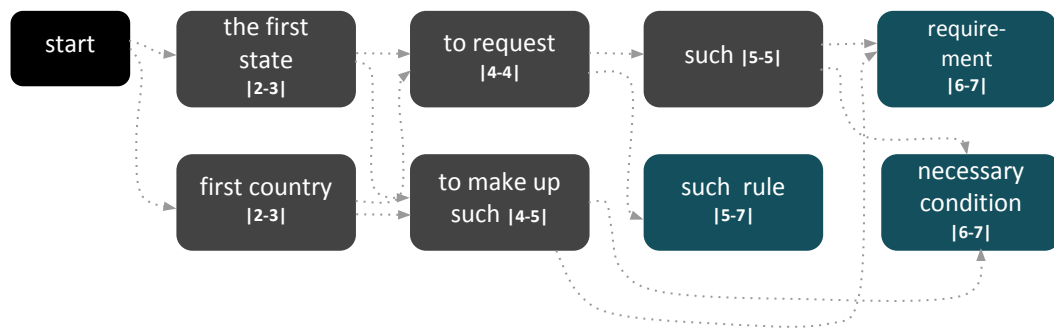 start
the first
state
|2-3|
to request
|4-4|
such |5-5|
require-
ment
|6-7|
first country
|2-3|
to make up
such |4-5|
such rule
|5-7|
necessary
condition
|6-7|